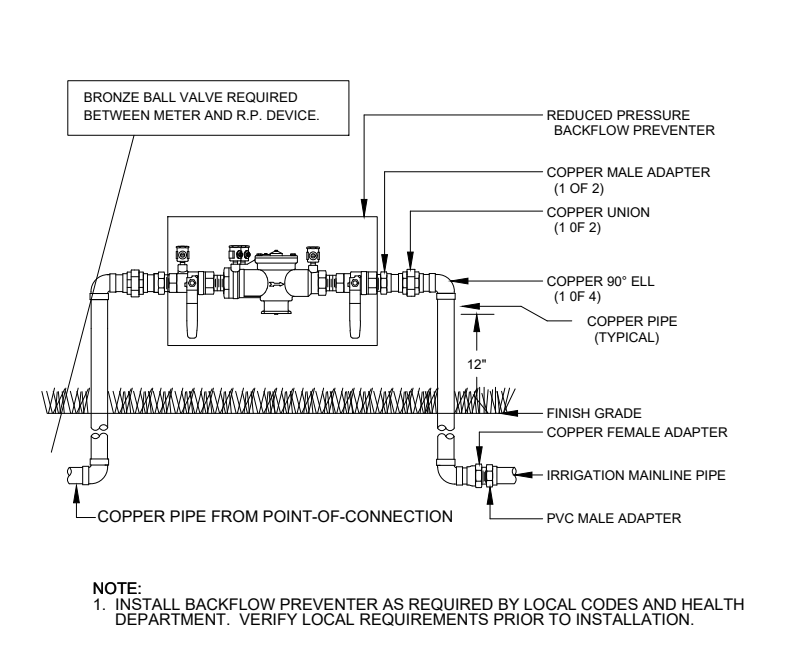 BRONZE BALL VALVE REQUIRED
BETWEEN METER AND R.P. DEVICE.
REDUCED PRESSURE
BACKFLOW PREVENTER
COPPER MALE ADAPTER
(1 OF 2)
COPPER UNION
(1 0F 2)
COPPER 90° ELL
(1 0F 4)
COPPER PIPE
(TYPICAL)
12"
FINISH GRADE
COPPER FEMALE ADAPTER
IRRIGATION MAINLINE PIPE
COPPER PIPE FROM POINT-OF-CONNECTION
PVC MALE ADAPTER
NOTE:
1. INSTALL BACKFLOW PREVENTER AS REQUIRED BY LOCAL CODES AND HEALTH
DEPARTMENT. VERIFY LOCAL REQUIREMENTS PRIOR TO INSTALLATION.